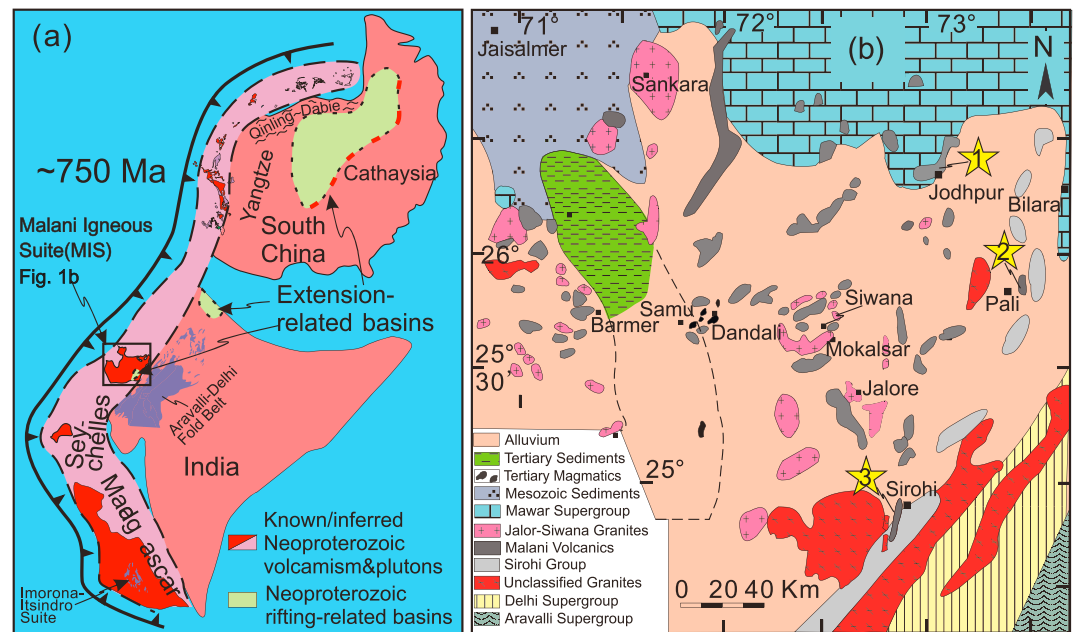 (a)
~750 Ma
Qinling-Dabie
Yangtze
Cathaysia
South
China
Malani Igneous
Suite(MIS)
Fig. 1b
Extension-
related basins
Aravalli-Delhi
Fold Belt
Sey-
chelles
India
Madg
ascar
Imorona-
Itsindro
Suite
Known/inferred
Neoproterozoic
volcamism&plutons
Neoproterozoic
rifting-related basins
71°
72°
73°
(b)
N
Jaisalmer
Sankara
1
Jodhpur
Bilara
2
26°
Pali
Siwana
Samu
Barmer
Dandali
Mokalsar
25°
30′
Jalore
25°
3
Sirohi
Alluvium
Tertiary Sediments
Tertiary Magmatics
Mesozoic Sediments
Mawar Supergroup
Jalor-Siwana Granites
Malani Volcanics
Sirohi Group
Unclassified Granites
Delhi Supergroup
Aravalli Supergroup
0 20 40 Km